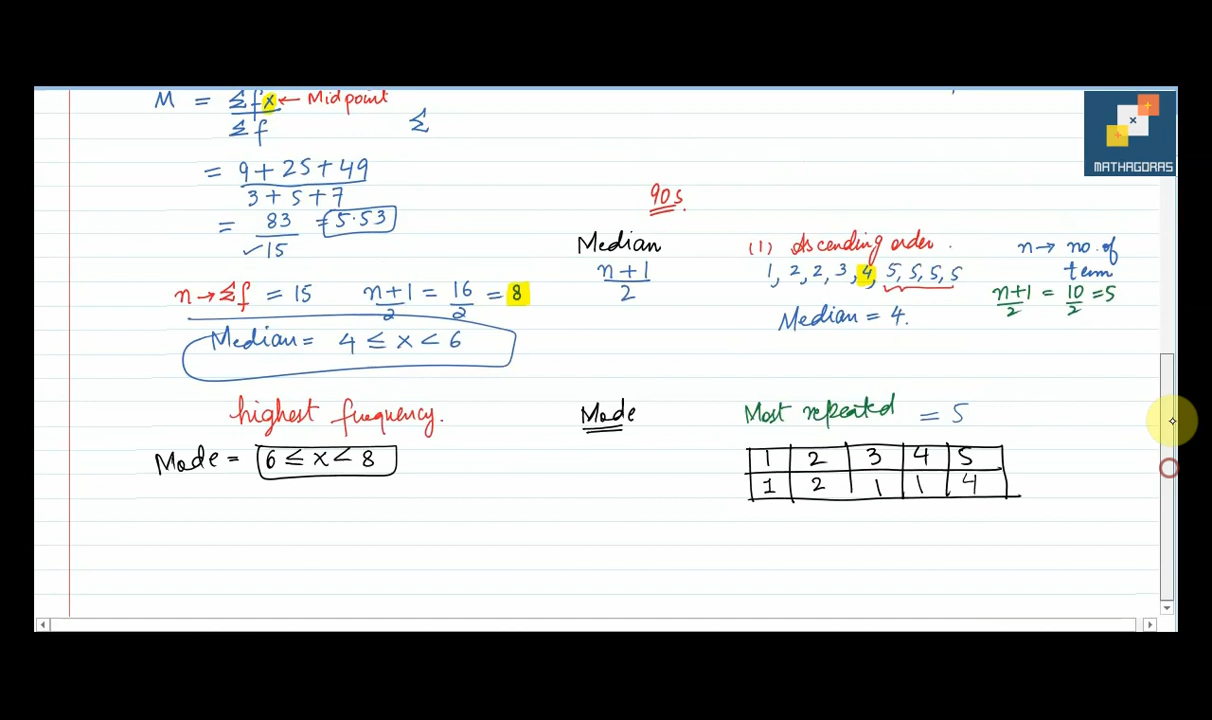 M = Σfx ← Midpoint
Σf
Σ
= 9 + 25 + 49
3 + 5 + 7
= 83 = 5.53
15
n → Σf = 15 n+1 = 16 = 8
2 2
Median = 4 ≤ x < 6
highest frequency.
Mode = 6 ≤ x < 8
90s.
Median
n+1
2
Mode
(1) Ascending order.
1, 2, 2, 3, 4, 5, 5, 5, 5
Median = 4.
n → no. of
term
n+1 = 10 = 5
2 2
Most repeated = 5
1 2 3 4 5
1 2 1 1 4
MATHAGORAS